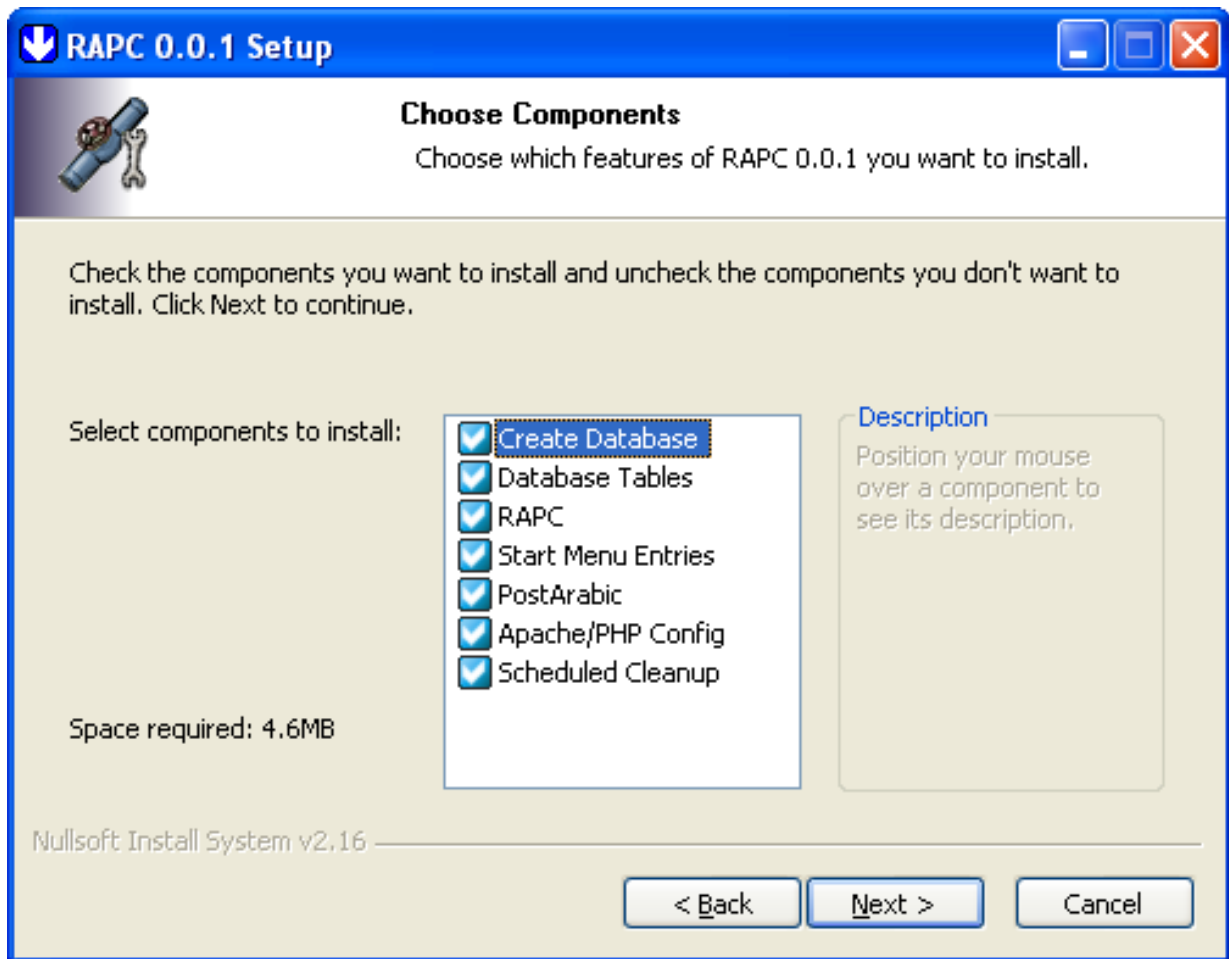 RAPC 0.0.1 Setup
Choose Components
Choose which features of RAPC 0.0.1 you want to install.
Check the components you want to install and uncheck the components you don't want to
install. Click Next to continue.
Select components to install:
Create Database
Database Tables
RAPC
Start Menu Entries
PostArabic
Apache/PHP Config
Scheduled Cleanup
Description
Position your mouse
over a component to
see its description.
Space required: 4.6MB
Nullsoft Install System v2.16
< Back
Next >
Cancel